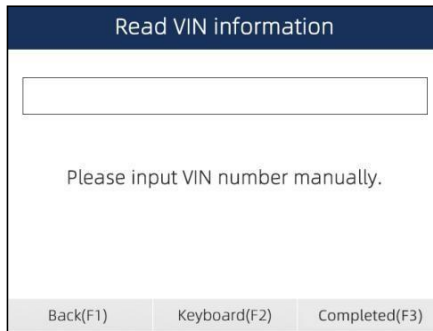 Read VIN information
Please input VIN number manually.
Back(F1) Keyboard(F2) Completed(F3)